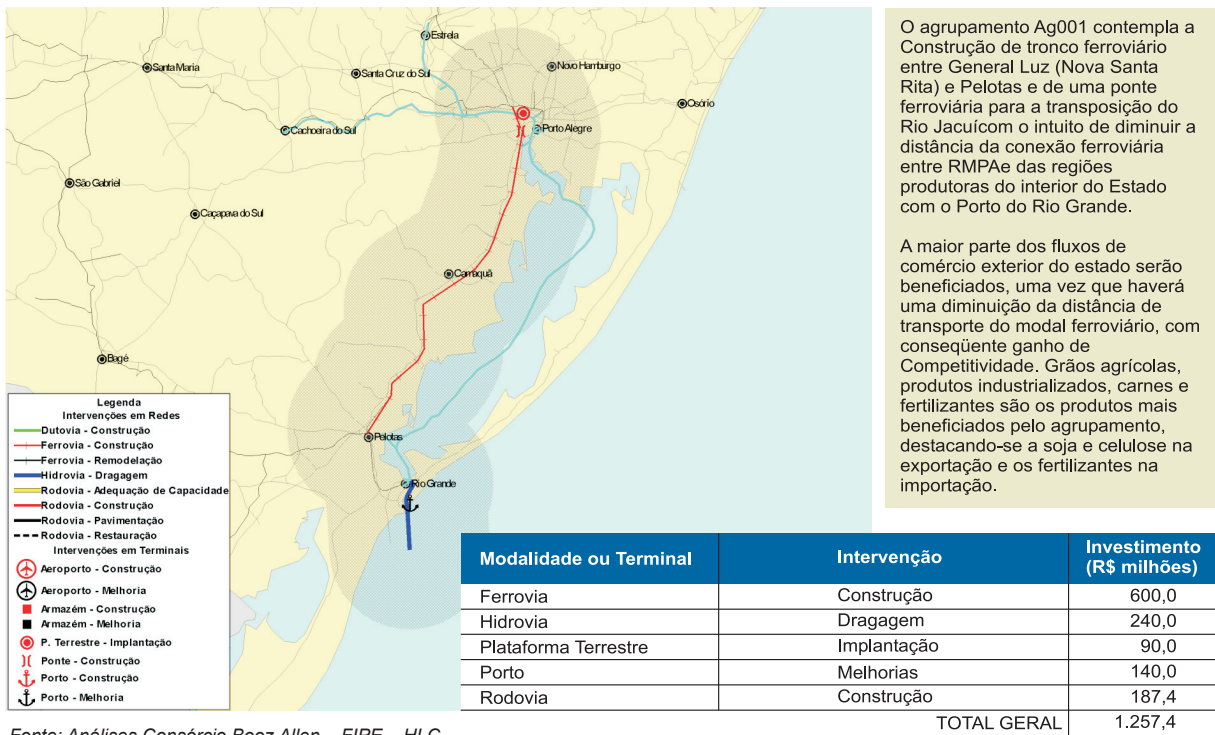 Estrela
Santa Maria
Santa Cruz do Sul
Novo Hamburgo
Osório
Cachoeira do Sul
Porto Alegre
São Gabriel
Caçapava do Sul
Camaquã
Bagé
Pelotas
Rio Grande
Legenda
Intervenções em Redes
Dutovia - Construção
Ferrovia - Construção
Ferrovia - Remodelação
Hidrovia - Dragagem
Rodovia - Adequação de Capacidade
Rodovia - Construção
Rodovia - Pavimentação
Rodovia - Restauração
Intervenções em Terminais
Aeroporto - Construção
Aeroporto - Melhoria
Armazém - Construção
Armazém - Melhoria
P. Terrestre - Implantação
Ponte - Construção
Porto - Construção
Porto - Melhoria
O agrupamento Ag001 contempla a
Construção de tronco ferroviário
entre General Luz (Nova Santa
Rita) e Pelotas e de uma ponte
ferroviária para a transposição do
Rio Jacuícom o intuito de diminuir a
distância da conexão ferroviária
entre RMPAe das regiões
produtoras do interior do Estado
com o Porto do Rio Grande.
A maior parte dos fluxos de
comércio exterior do estado serão
beneficiados, uma vez que haverá
uma diminuição da distância de
transporte do modal ferroviário, com
conseqüente ganho de
Competitividade. Grãos agrícolas,
produtos industrializados, carnes e
fertilizantes são os produtos mais
beneficiados pelo agrupamento,
destacando-se a soja e celulose na
exportação e os fertilizantes na
importação.
Modalidade ou Terminal Intervenção Investimento (R$ milhões)
Ferrovia Construção 600,0
Hidrovia Dragagem 240,0
Plataforma Terrestre Implantação 90,0
Porto Melhorias 140,0
Rodovia Construção 187,4
TOTAL GERAL 1.257,4
Fonte: Análises Consórcio Booz Allen – FIPE – HLC